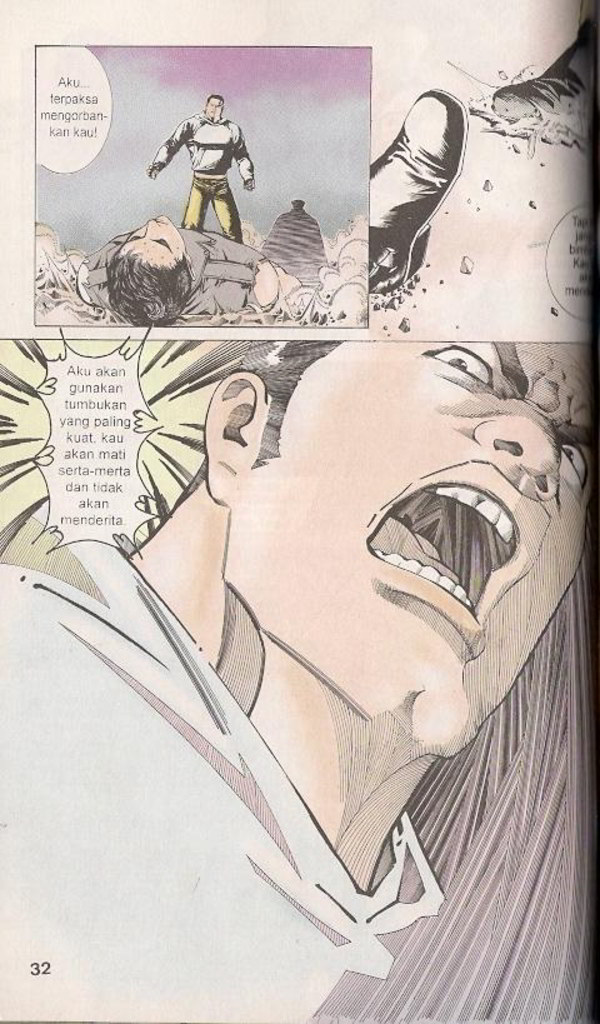 Aku...
terpaksa
mengorban-
kan kau!
Aku akan
gunakan
tumbukan
yang paling
kuat, kau
akan mati
serta-merta
dan tidak
akan
menderita.
32